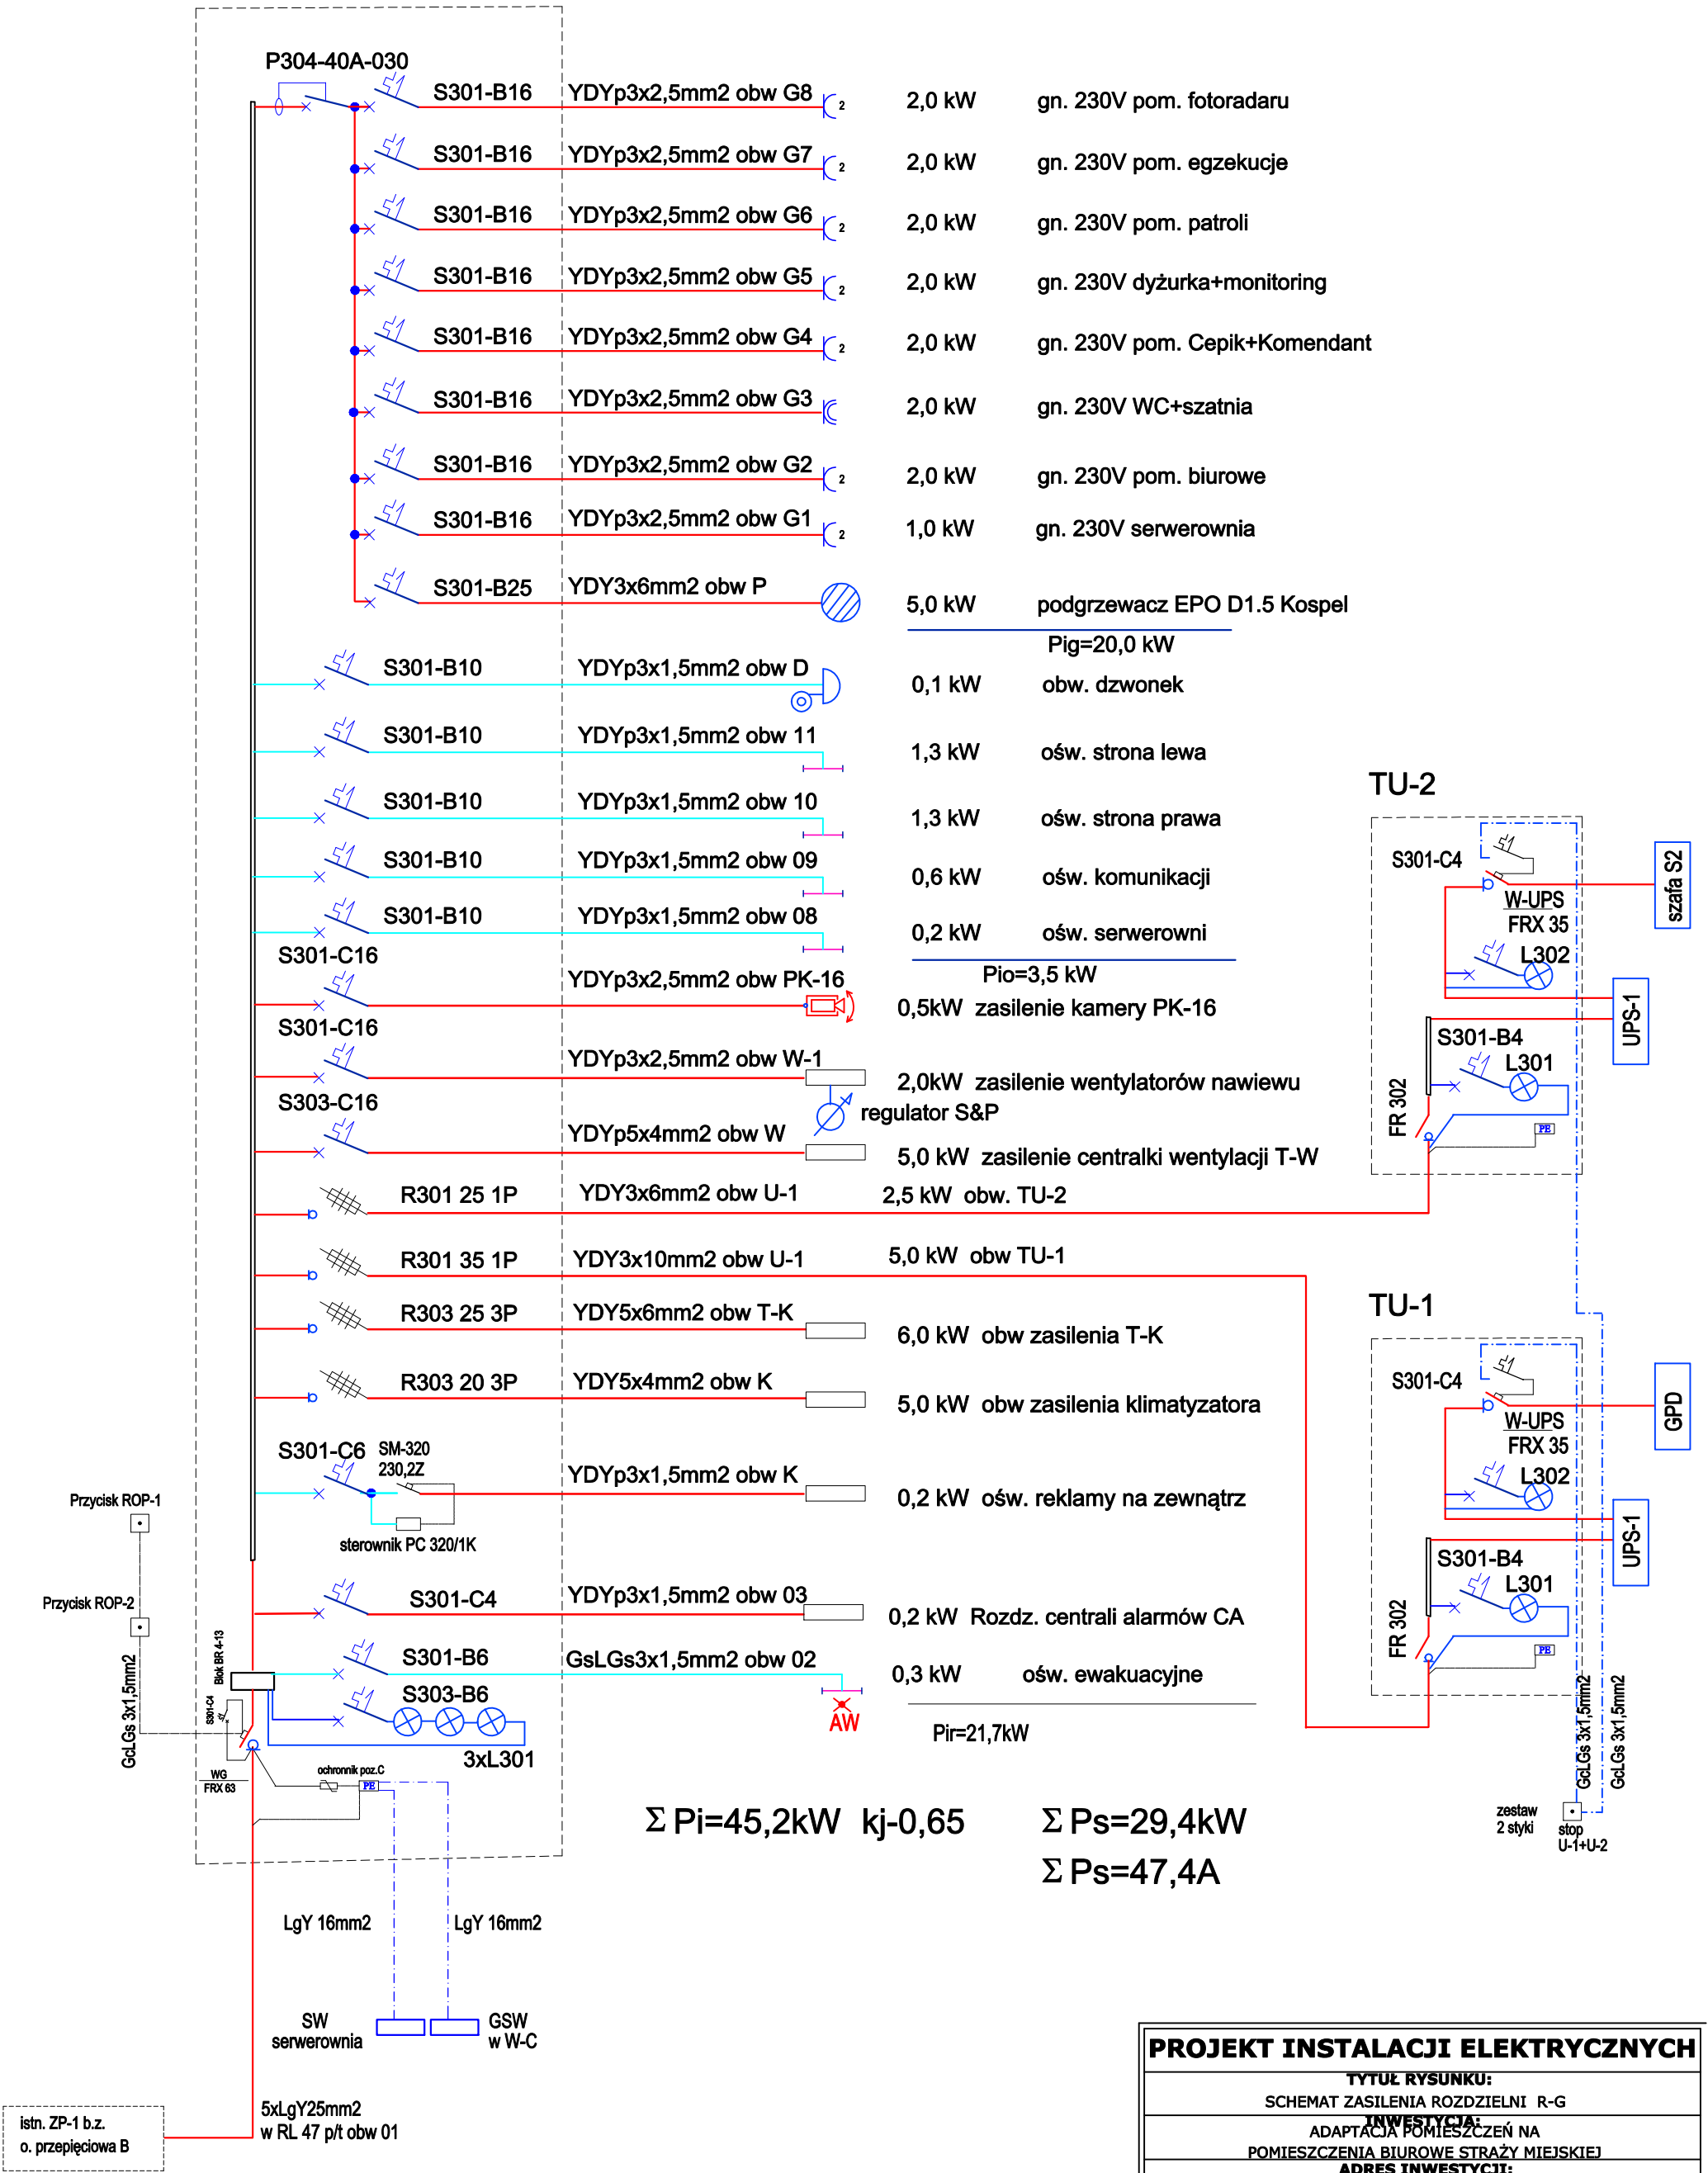 P304-40A-030
S301-B16 YDYp3x2,5mm2 obw G8 2 2,0 kW gn. 230V pom. fotoradaru
S301-B16 YDYp3x2,5mm2 obw G7 2 2,0 kW gn. 230V pom. egzekucje
S301-B16 YDYp3x2,5mm2 obw G6 2 2,0 kW gn. 230V pom. patroli
S301-B16 YDYp3x2,5mm2 obw G5 2 2,0 kW gn. 230V dyżurka+monitoring
S301-B16 YDYp3x2,5mm2 obw G4 2 2,0 kW gn. 230V pom. Cepik+Komendant
S301-B16 YDYp3x2,5mm2 obw G3 2,0 kW gn. 230V WC+szatnia
S301-B16 YDYp3x2,5mm2 obw G2 2 2,0 kW gn. 230V pom. biurowe
S301-B16 YDYp3x2,5mm2 obw G1 2 1,0 kW gn. 230V serwerownia
S301-B25 YDY3x6mm2 obw P 5,0 kW podgrzewacz EPO D1.5 Kospel
Pig=20,0 kW
S301-B10 YDYp3x1,5mm2 obw D 0,1 kW obw. dzwonek
S301-B10 YDYp3x1,5mm2 obw 11 1,3 kW ośw. strona lewa
S301-B10 YDYp3x1,5mm2 obw 10 1,3 kW ośw. strona prawa
S301-B10 YDYp3x1,5mm2 obw 09 0,6 kW ośw. komunikacji
S301-B10 YDYp3x1,5mm2 obw 08 0,2 kW ośw. serwerowni
Pio=3,5 kW
S301-C16 YDYp3x2,5mm2 obw PK-16 0,5kW zasilenie kamery PK-16
S301-C16 YDYp3x2,5mm2 obw W-1 2,0kW zasilenie wentylatorów nawiewu
regulator S&P
S303-C16 YDYp5x4mm2 obw W 5,0 kW zasilenie centralki wentylacji T-W
R301 25 1P YDY3x6mm2 obw U-1 2,5 kW obw. TU-2
R301 35 1P YDY3x10mm2 obw U-1 5,0 kW obw TU-1
R303 25 3P YDY5x6mm2 obw T-K 6,0 kW obw zasilenia T-K
R303 20 3P YDY5x4mm2 obw K 5,0 kW obw zasilenia klimatyzatora
S301-C6 SM-320
230,2Z
YDYp3x1,5mm2 obw K 0,2 kW ośw. reklamy na zewnątrz
sterownik PC 320/1K
S301-C4 YDYp3x1,5mm2 obw 03 0,2 kW Rozdz. centrali alarmów CA
S301-B6 GsLGs3x1,5mm2 obw 02 0,3 kW ośw. ewakuacyjne
AW
S303-B6
3xL301
Pir=21,7kW
Przycisk ROP-1
Przycisk ROP-2
GcLGs 3x1,5mm2
Blok BR 4-13
S301-C4
WG
FRX 63
ochronnik poz.C
PE
Σ Pi=45,2kW kj-0,65 Σ Ps=29,4kW
Σ Ps=47,4A
LgY 16mm2 LgY 16mm2
SW
serwerownia
GSW
w W-C
5xLgY25mm2
w RL 47 p/t obw 01
istn. ZP-1 b.z.
o. przepięciowa B
TU-2
S301-C4
szafa S2
W-UPS
FRX 35
L302
UPS-1
S301-B4
L301
FR 302
PE
TU-1
S301-C4
GPD
W-UPS
FRX 35
L302
UPS-1
S301-B4
L301
FR 302
PE
GcLGs 3x1,5mm2
GcLGs 3x1,5mm2
zestaw
2 styki
stop
U-1+U-2
PROJEKT INSTALACJI ELEKTRYCZNYCH
TYTUŁ RYSUNKU:
SCHEMAT ZASILENIA ROZDZIELNI R-G
INWESTYCJA:
ADAPTACJA POMIESZCZEŃ NA
POMIESZCZENIA BIUROWE STRAŻY MIEJSKIEJ
ADRES INWESTYCJI: